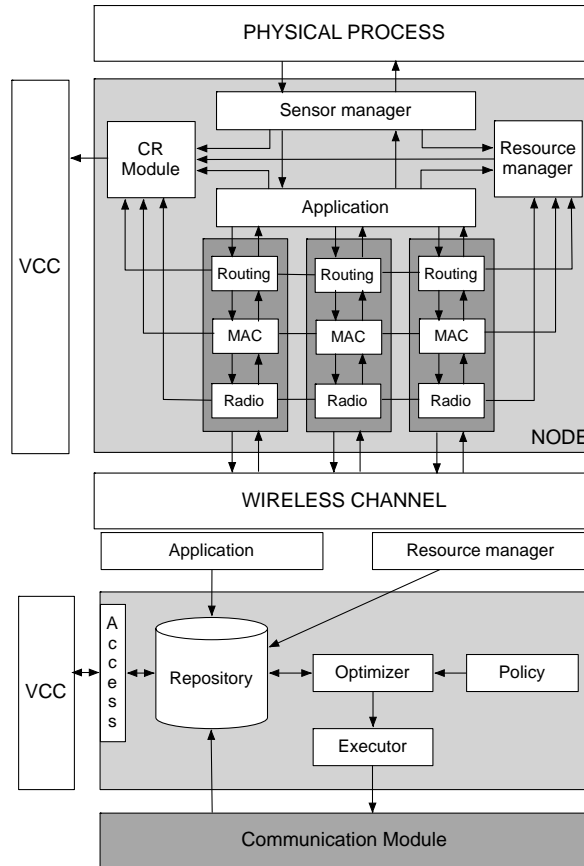 PHYSICAL PROCESS
Sensor manager
CR
Module
Resource
manager
Application
VCC
Routing
Routing
Routing
MAC
MAC
MAC
Radio
Radio
Radio
NODE
WIRELESS CHANNEL
Application
Resource manager
Access
VCC
Repository
Optimizer
Policy
Executor
Communication Module